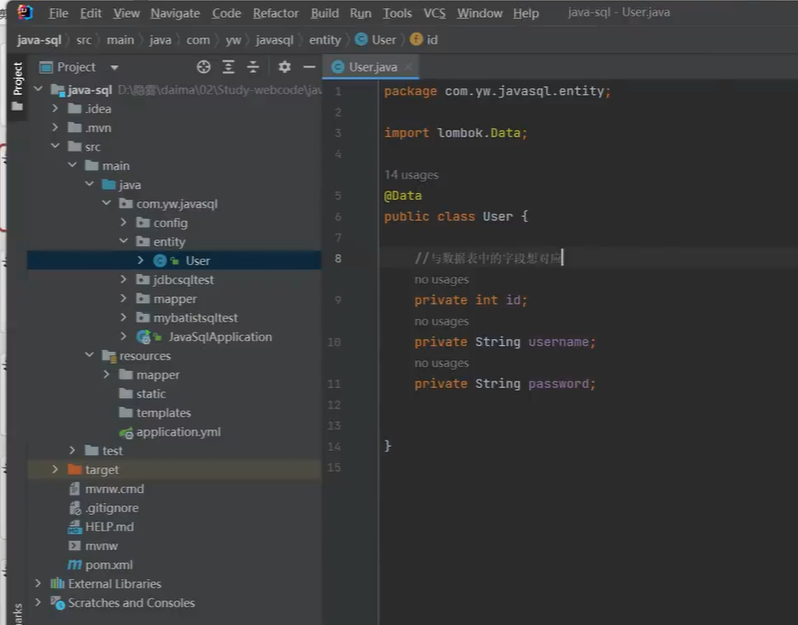 File Edit View Navigate Code Refactor Build Run Tools VCS Window Help java-sql - User.java
java-sql src main java com yw javasql entity User id
Project
Project
User.java
java-sql D:\隐雾\daima\02\Study-webcode\jav
.idea
.mvn
src
main
java
com.yw.javasql
config
entity
User
jdbcsqltest
mapper
mybatistsqltest
JavaSqlApplication
resources
mapper
static
templates
application.yml
test
target
mvnw.cmd
.gitignore
HELP.md
mvnw
pom.xml
External Libraries
Scratches and Consoles
1 package com.yw.javasql.entity;
2
3 import lombok.Data;
4
14 usages
5 @Data
6 public class User {
7
8 //与数据表中的字段想对应
no usages
9 private int id;
no usages
10 private String username;
no usages
11 private String password;
12
13
14 }
15